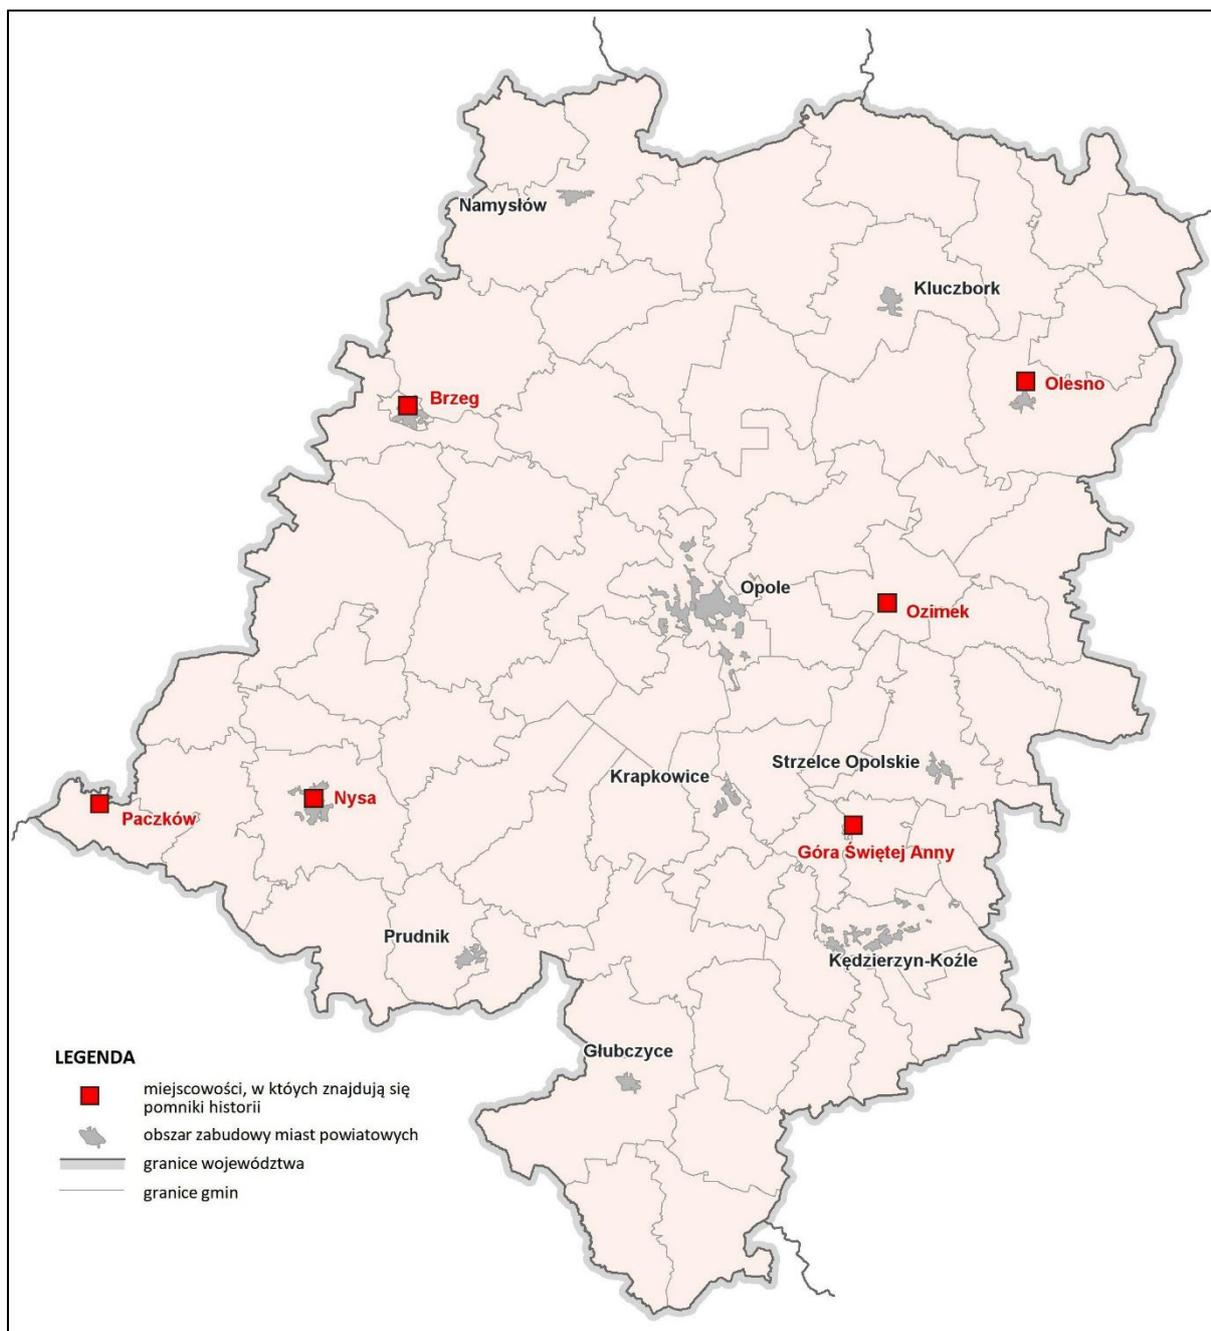 Namysłów
Kluczbork
Olesno
Brzeg
Opole
Ozimek
Strzelce Opolskie
Krapkowice
Nysa
Paczków
Góra Świętej Anny
Prudnik
Kędzierzyn-Koźle
Głubczyce
LEGENDA
miejscowości, w któych znajdują się
pomniki historii
obszar zabudowy miast powiatowych
granice województwa
granice gmin